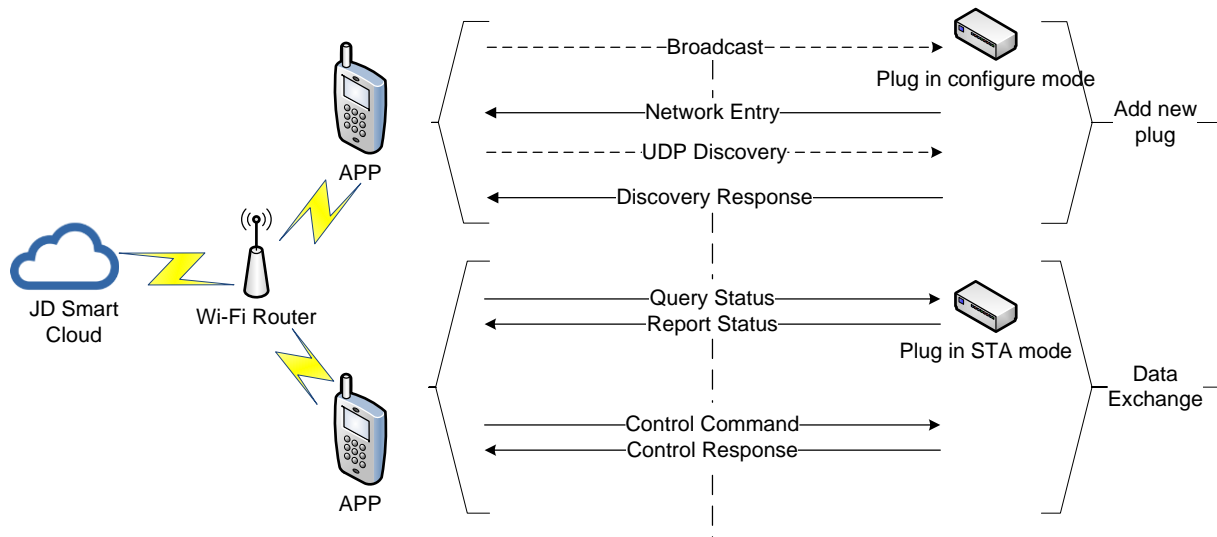 Broadcast
Plug in configure mode
Network Entry
Add new
plug
UDP Discovery
APP
Discovery Response
JD Smart
Cloud
Wi-Fi Router
Query Status
Report Status
Plug in STA mode
Data
Exchange
Control Command
Control Response
APP